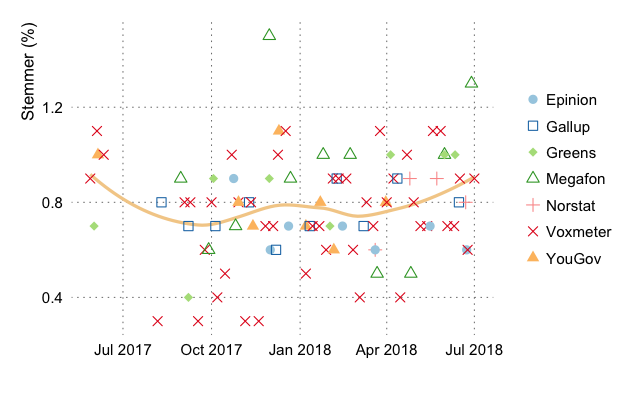 Stemmer (%)
1.2
0.8
0.4
Jul 2017 Oct 2017 Jan 2018 Apr 2018 Jul 2018
Epinion
Gallup
Greens
Megafon
Norstat
Voxmeter
YouGov